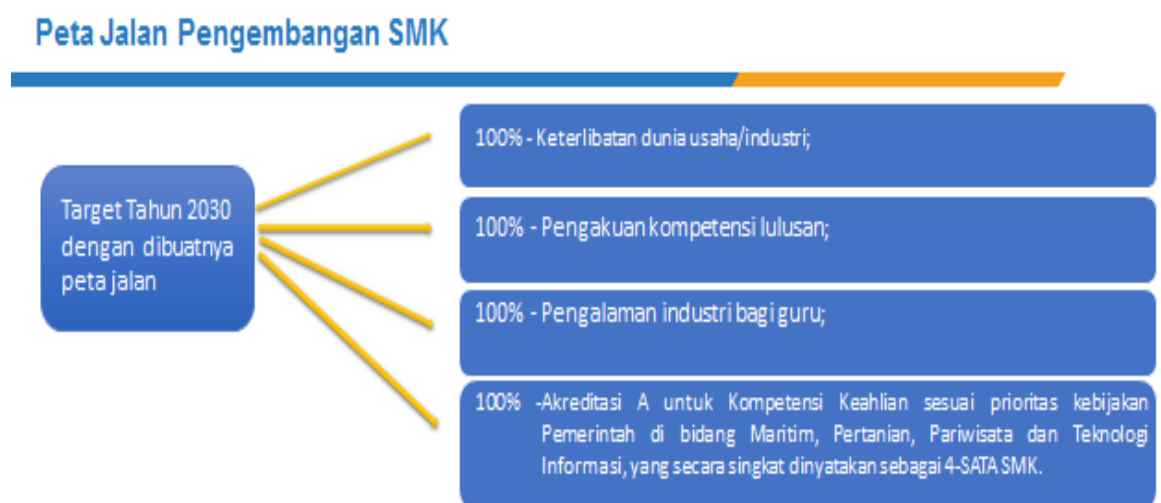 Peta Jalan Pengembangan SMK
Target Tahun 2030
dengan dibuatnya
peta jalan
100% - Keterlibatan dunia usaha/industri;
100% - Pengakuan kompetensi lulusan;
100% - Pengalaman industri bagi guru;
100% -Akreditasi A untuk Kompetensi Keahlian sesuai prioritas kebijakan
Pemerintah di bidang Maritim, Pertanian, Pariwisata dan Teknologi
Informasi, yang secara singkat dinyatakan sebagai 4-SATA SMK.